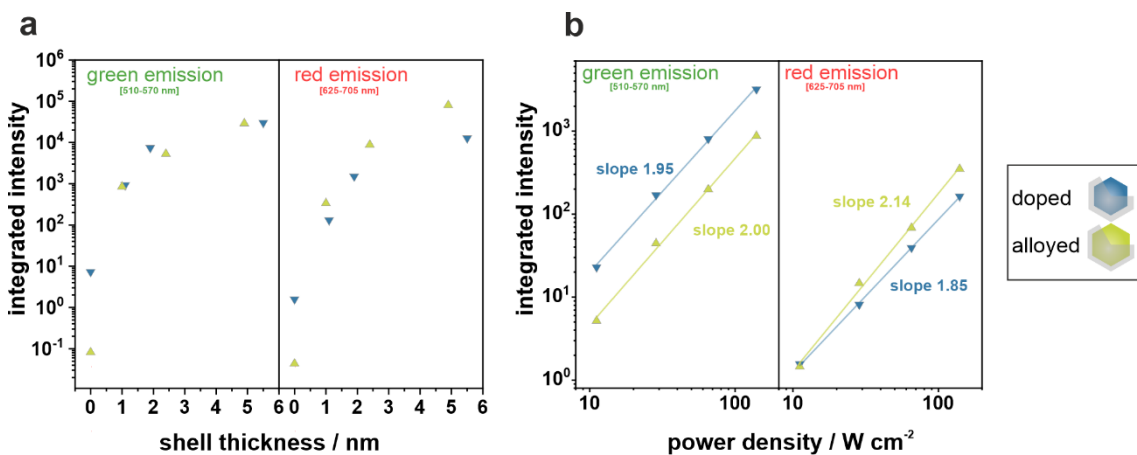 a
green emission
[510-570 nm]
red emission
[625-705 nm]
10⁶
10⁵
10⁴
10³
10²
10¹
10⁰
10⁻¹
integrated intensity
0 1 2 3 4 5 6
0 1 2 3 4 5 6
shell thickness / nm
b
green emission
[510-570 nm]
red emission
[625-705 nm]
10³
10²
10¹
10⁰
integrated intensity
slope 1.95
slope 2.00
slope 2.14
slope 1.85
10 100
10 100
power density / W cm⁻²
doped
alloyed